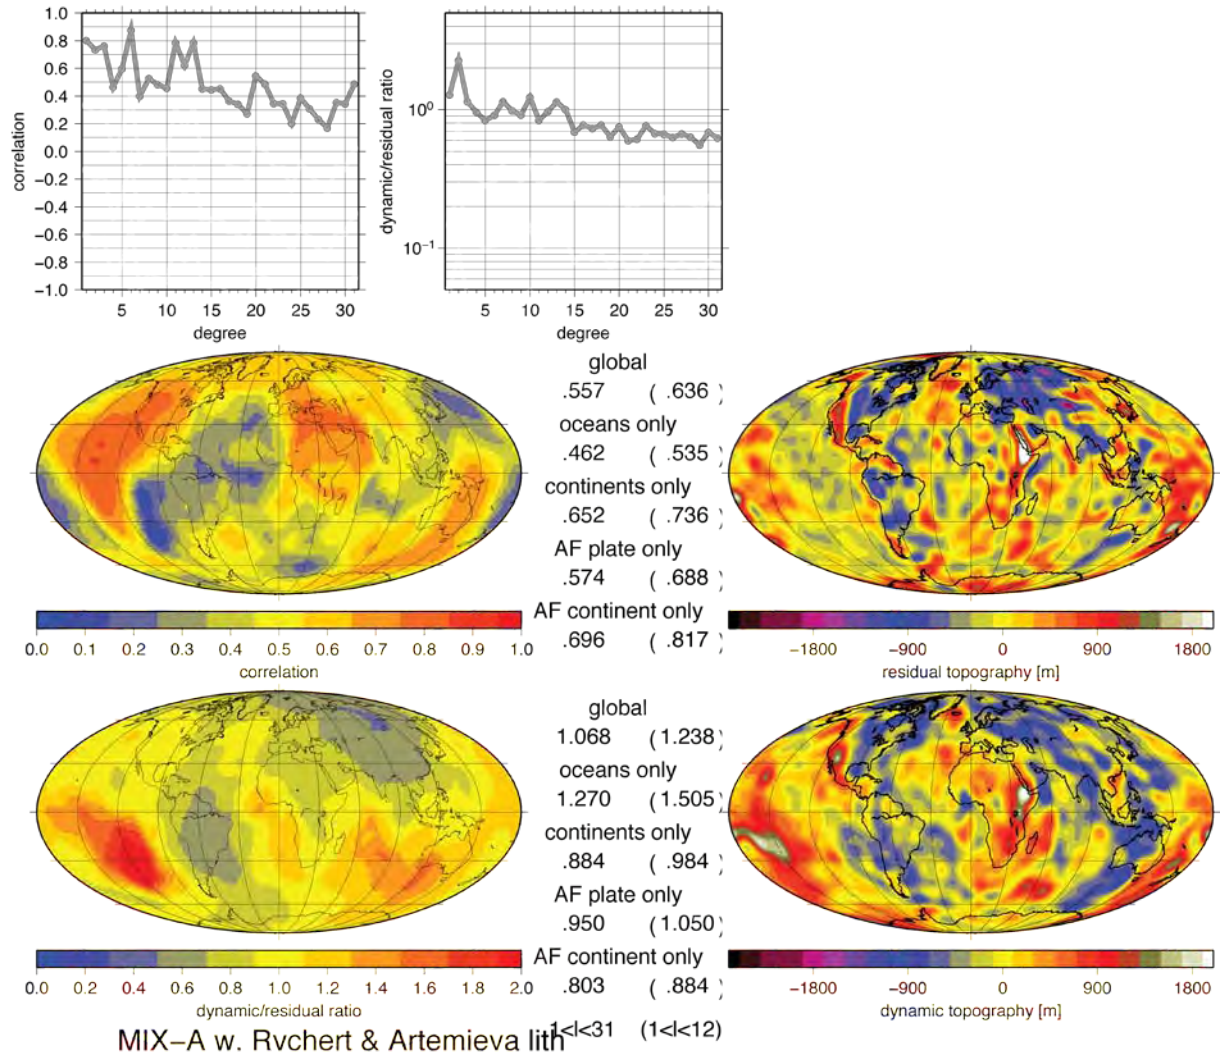 1.0
0.8
0.6
0.4
0.2
0.0
−0.2
−0.4
−0.6
−0.8
−1.0
correlation
5 10 15 20 25 30
degree
dynamic/residual ratio
10⁰
10⁻¹
5 10 15 20 25 30
degree
global
.557 ( .636 )
oceans only
.462 ( .535 )
continents only
.652 ( .736 )
AF plate only
.574 ( .688 )
AF continent only
.696 ( .817 )
0.0 0.1 0.2 0.3 0.4 0.5 0.6 0.7 0.8 0.9 1.0
correlation
−1800 −900 0 900 1800
residual topography [m]
global
1.068 (1.238)
oceans only
1.270 (1.505)
continents only
.884 (.984)
AF plate only
.950 (1.050)
AF continent only
.803 ( .884 )
0.0 0.2 0.4 0.6 0.8 1.0 1.2 1.4 1.6 1.8 2.0
dynamic/residual ratio
−1800 −900 0 900 1800
dynamic topography [m]
1<l<31 (1<l<12)
MIX−A w. Rychert & Artemieva lith